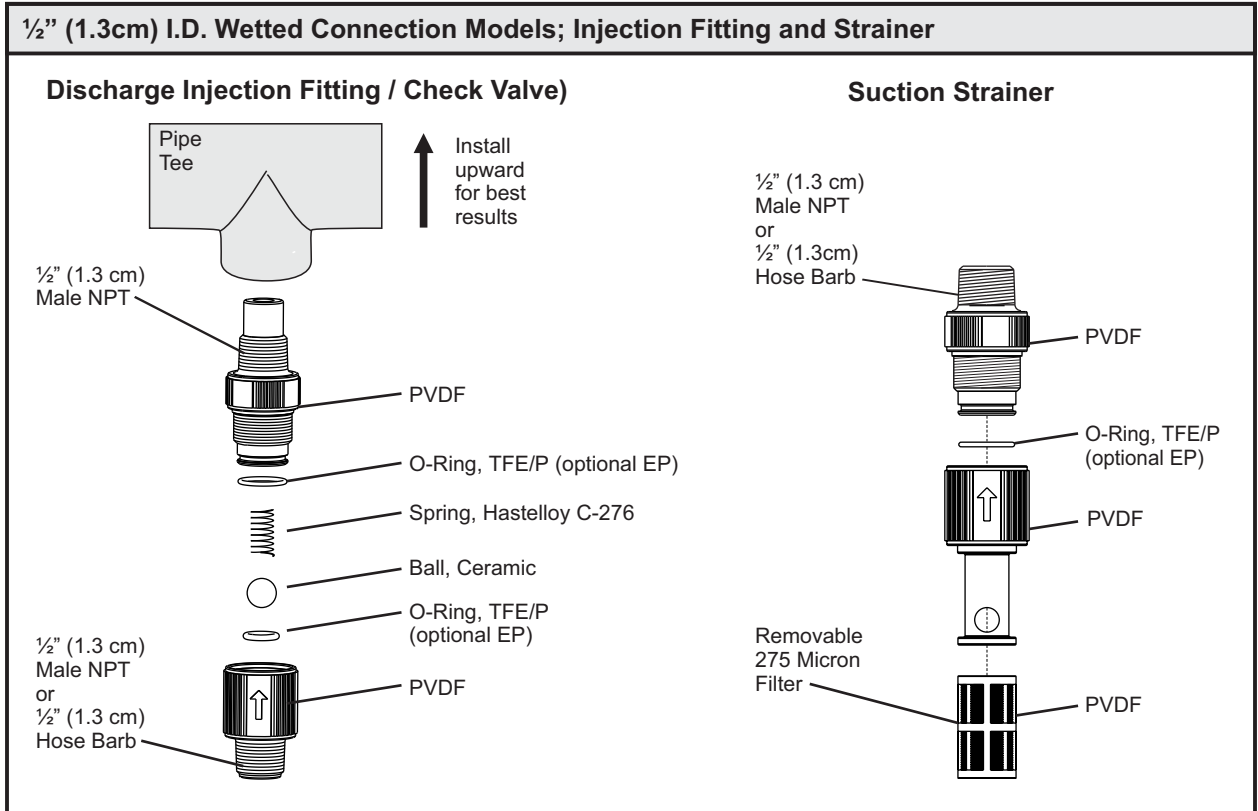 ½” (1.3cm) I.D. Wetted Connection Models; Injection Fitting and Strainer
Discharge Injection Fitting / Check Valve)
Pipe
Tee
Install
upward
for best
results
½” (1.3 cm)
Male NPT
PVDF
O-Ring, TFE/P (optional EP)
Spring, Hastelloy C-276
Ball, Ceramic
O-Ring, TFE/P
(optional EP)
½” (1.3 cm)
Male NPT
or
½” (1.3 cm)
Hose Barb
PVDF
Suction Strainer
½” (1.3 cm)
Male NPT
or
½” (1.3cm)
Hose Barb
PVDF
O-Ring, TFE/P
(optional EP)
PVDF
Removable
275 Micron
Filter
PVDF